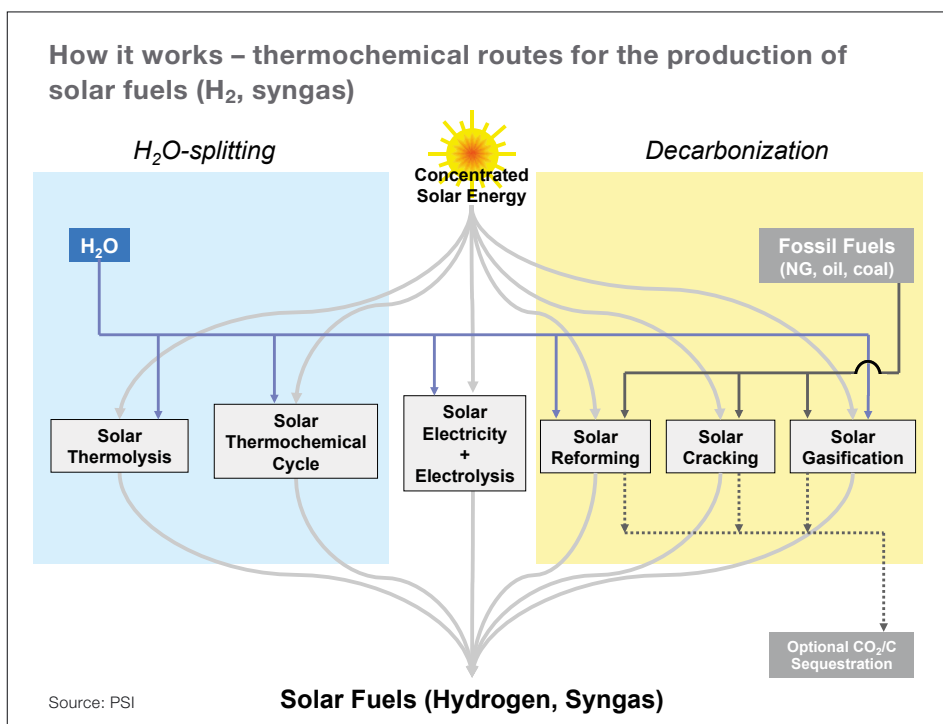 How it works – thermochemical routes for the production of
solar fuels (H₂, syngas)
H₂O-splitting
Decarbonization
Concentrated
Solar Energy
H₂O
Fossil Fuels
(NG, oil, coal)
Solar
Thermolysis
Solar
Thermochemical
Cycle
Solar
Electricity
+
Electrolysis
Solar
Reforming
Solar
Cracking
Solar
Gasification
Optional CO₂/C
Sequestration
Source: PSI
Solar Fuels (Hydrogen, Syngas)